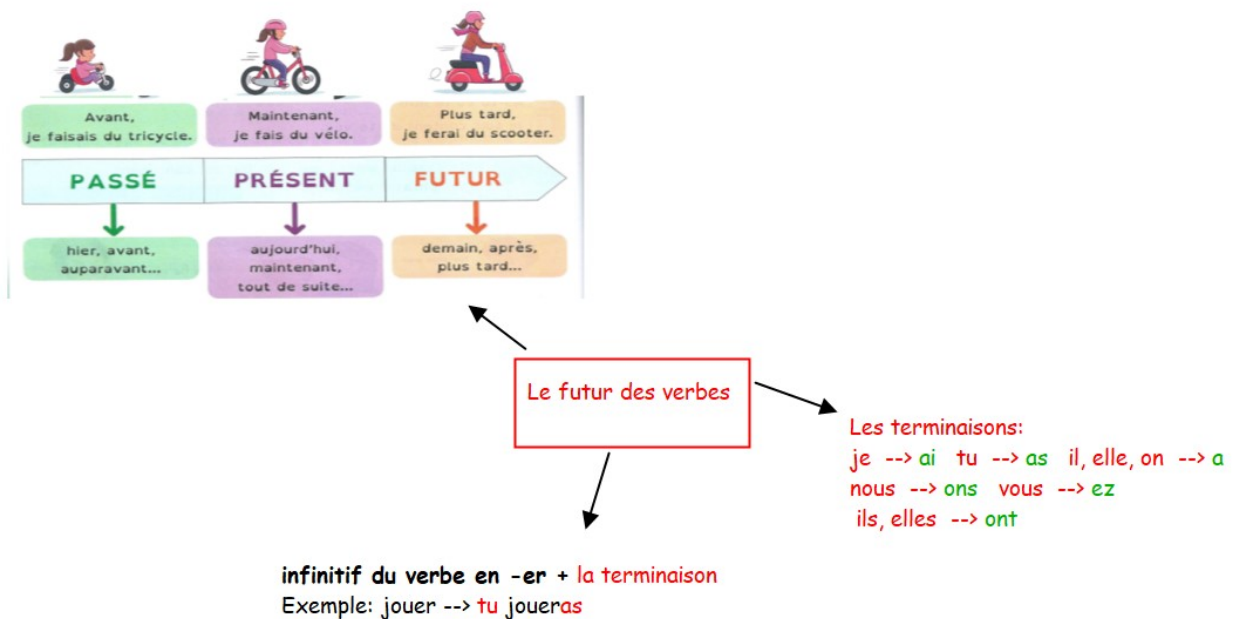 Avant,
je faisais du tricycle.
Maintenant,
je fais du vélo.
Plus tard,
je ferai du scooter.
PASSÉ
PRÉSENT
FUTUR
hier, avant,
auparavant...
aujourd'hui,
maintenant,
tout de suite...
demain, après,
plus tard...
Le futur des verbes
Les terminaisons:
je --> ai tu --> as il, elle, on --> a
nous --> ons vous --> ez
ils, elles --> ont
infinitif du verbe en -er + la terminaison
Exemple: jouer --> tu joueras